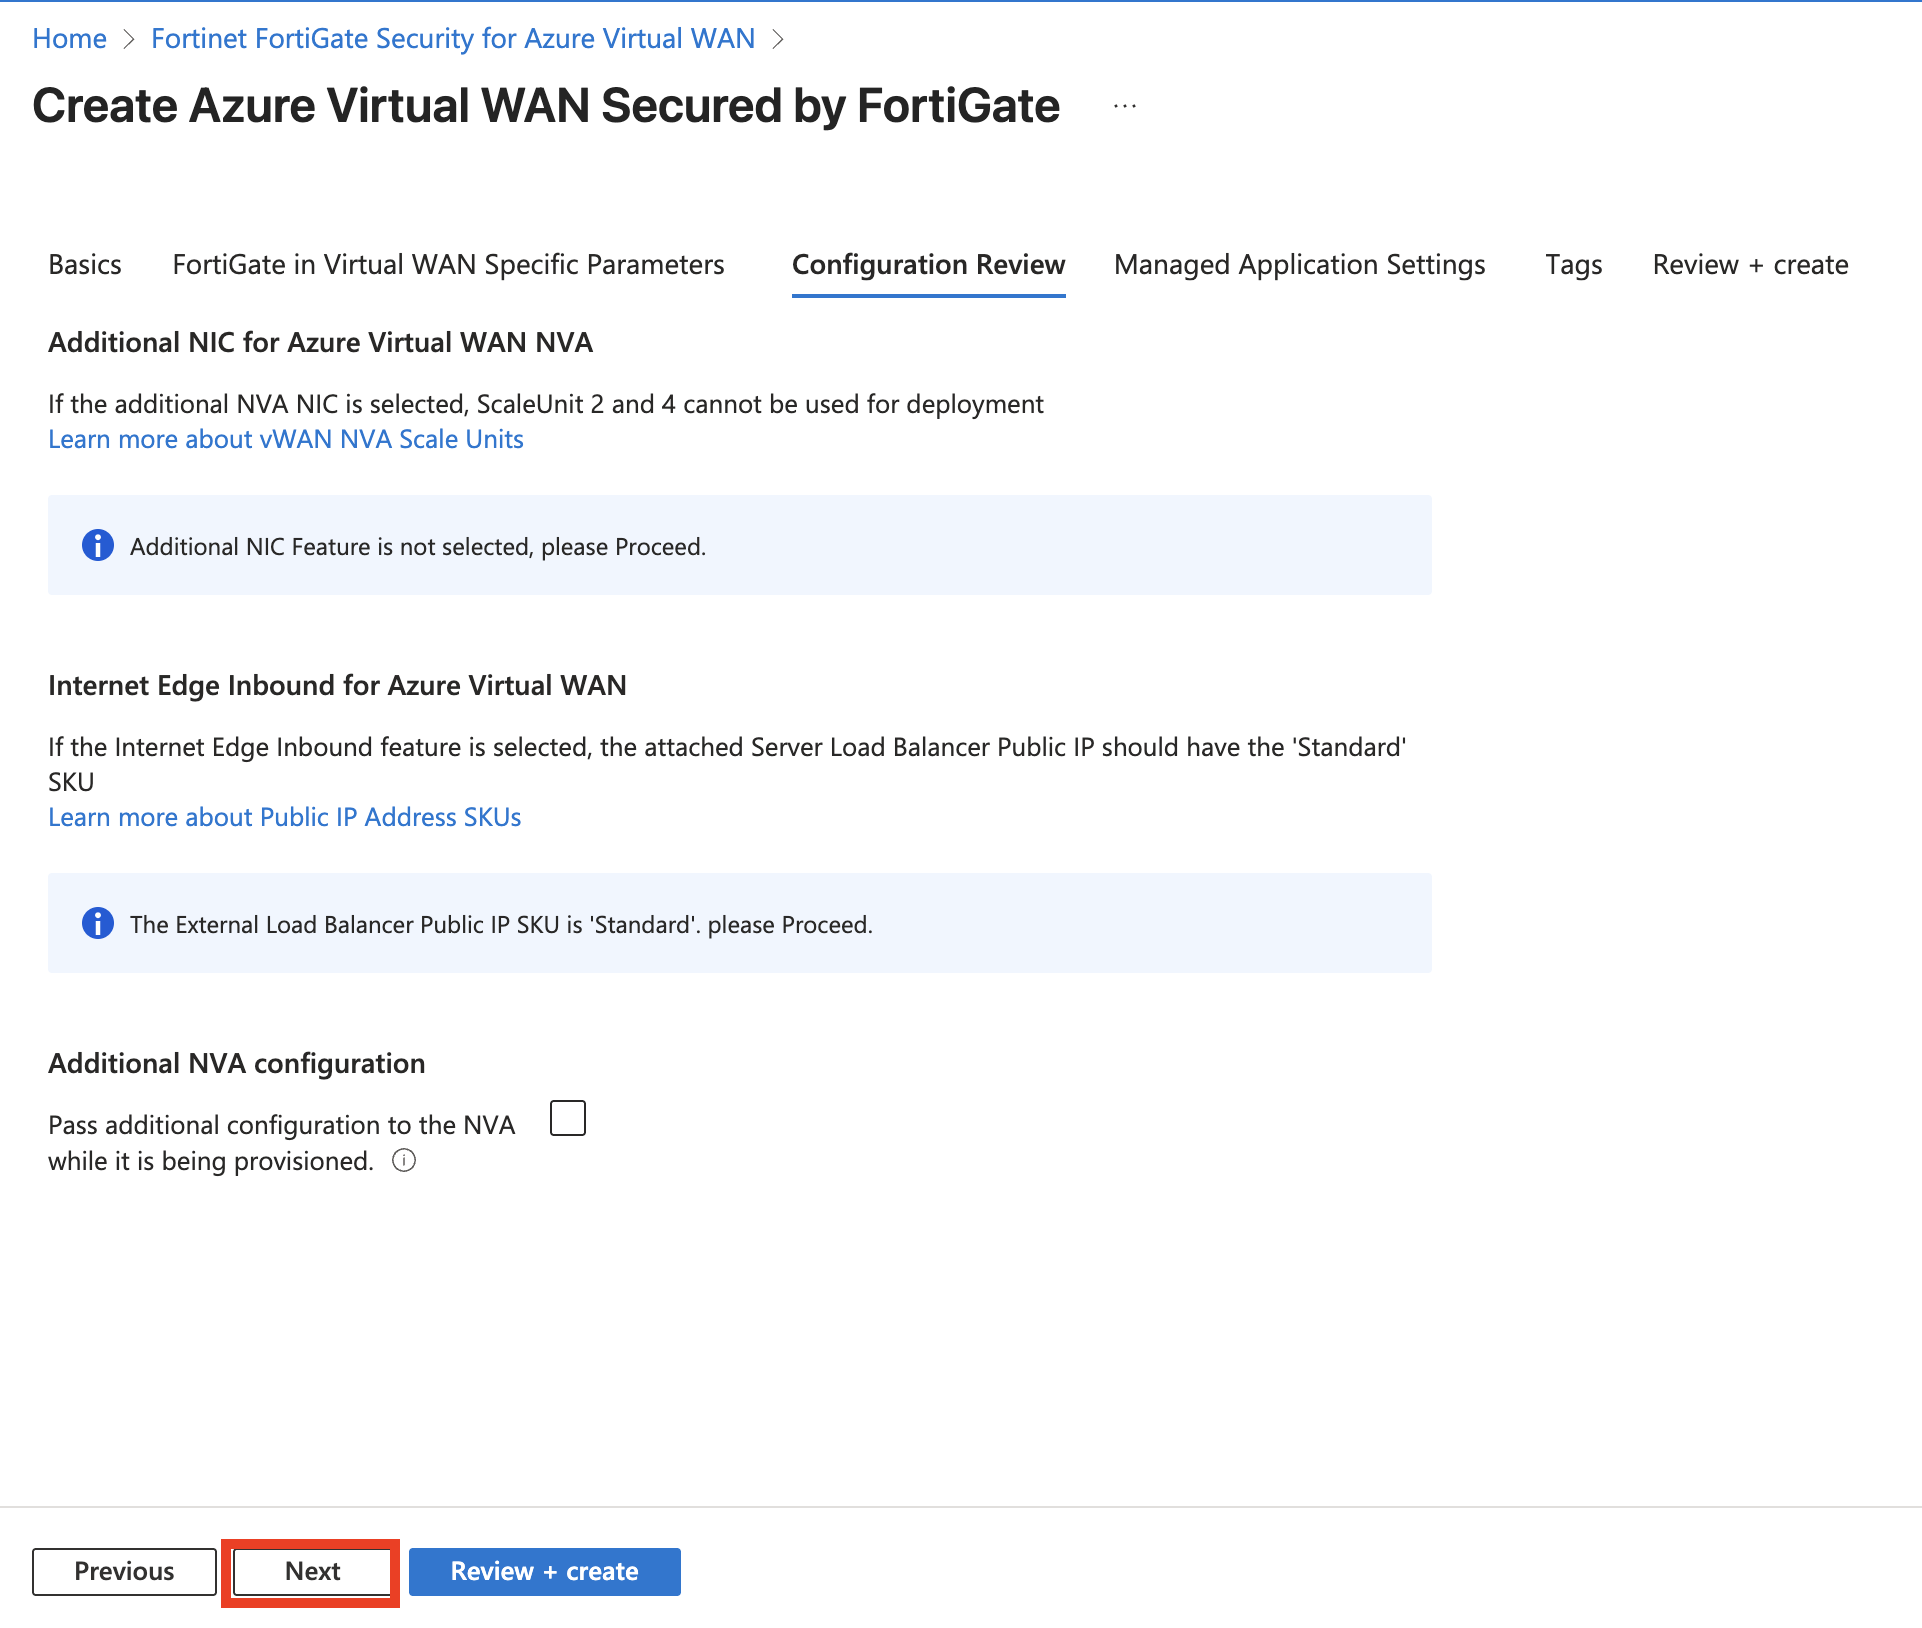 Home > Fortinet FortiGate Security for Azure Virtual WAN >
Create Azure Virtual WAN Secured by FortiGate ...
Basics FortiGate in Virtual WAN Specific Parameters Configuration Review Managed Application Settings Tags Review + create
Additional NIC for Azure Virtual WAN NVA
If the additional NVA NIC is selected, ScaleUnit 2 and 4 cannot be used for deployment
Learn more about vWAN NVA Scale Units
Additional NIC Feature is not selected, please Proceed.
Internet Edge Inbound for Azure Virtual WAN
If the Internet Edge Inbound feature is selected, the attached Server Load Balancer Public IP should have the 'Standard'
SKU
Learn more about Public IP Address SKUs
The External Load Balancer Public IP SKU is 'Standard'. please Proceed.
Additional NVA configuration
Pass additional configuration to the NVA
while it is being provisioned.
Previous Next Review + create